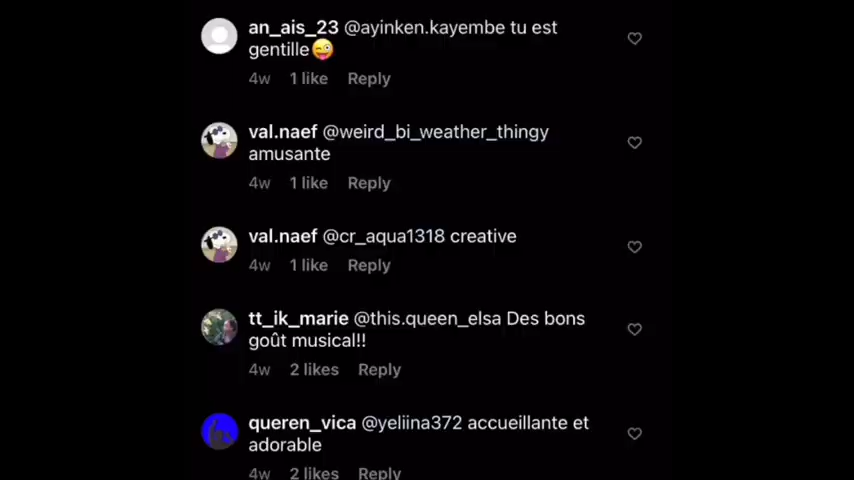 an_ais_23 @ayinken.kayembe tu est
gentille😜
4w 1 like Reply
val.naef @weird_bi_weather_thingy
amusante
4w 1 like Reply
val.naef @cr_aqua1318 creative
4w 1 like Reply
tt_ik_marie @this.queen_elsa Des bons
goût musical!!
4w 2 likes Reply
queren_vica @yeliina372 accueillante et
adorable
4w 2 likes Reply